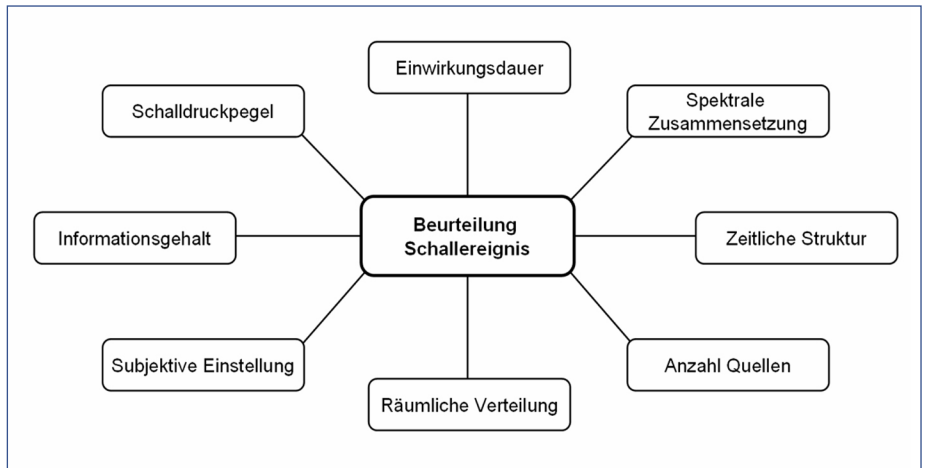 Einwirkungsdauer
Schalldruckpegel
Spektrale
Zusammensetzung
Informationsgehalt
Beurteilung
Schallereignis
Zeitliche Struktur
Subjektive Einstellung
Räumliche Verteilung
Anzahl Quellen